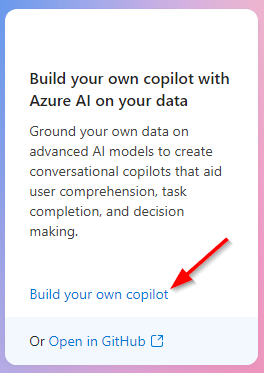 Build your own copilot with
Azure AI on your data
Ground your own data on
advanced AI models to create
conversational copilots that aid
user comprehension, task
completion, and decision
making.
Build your own copilot
Or Open in GitHub